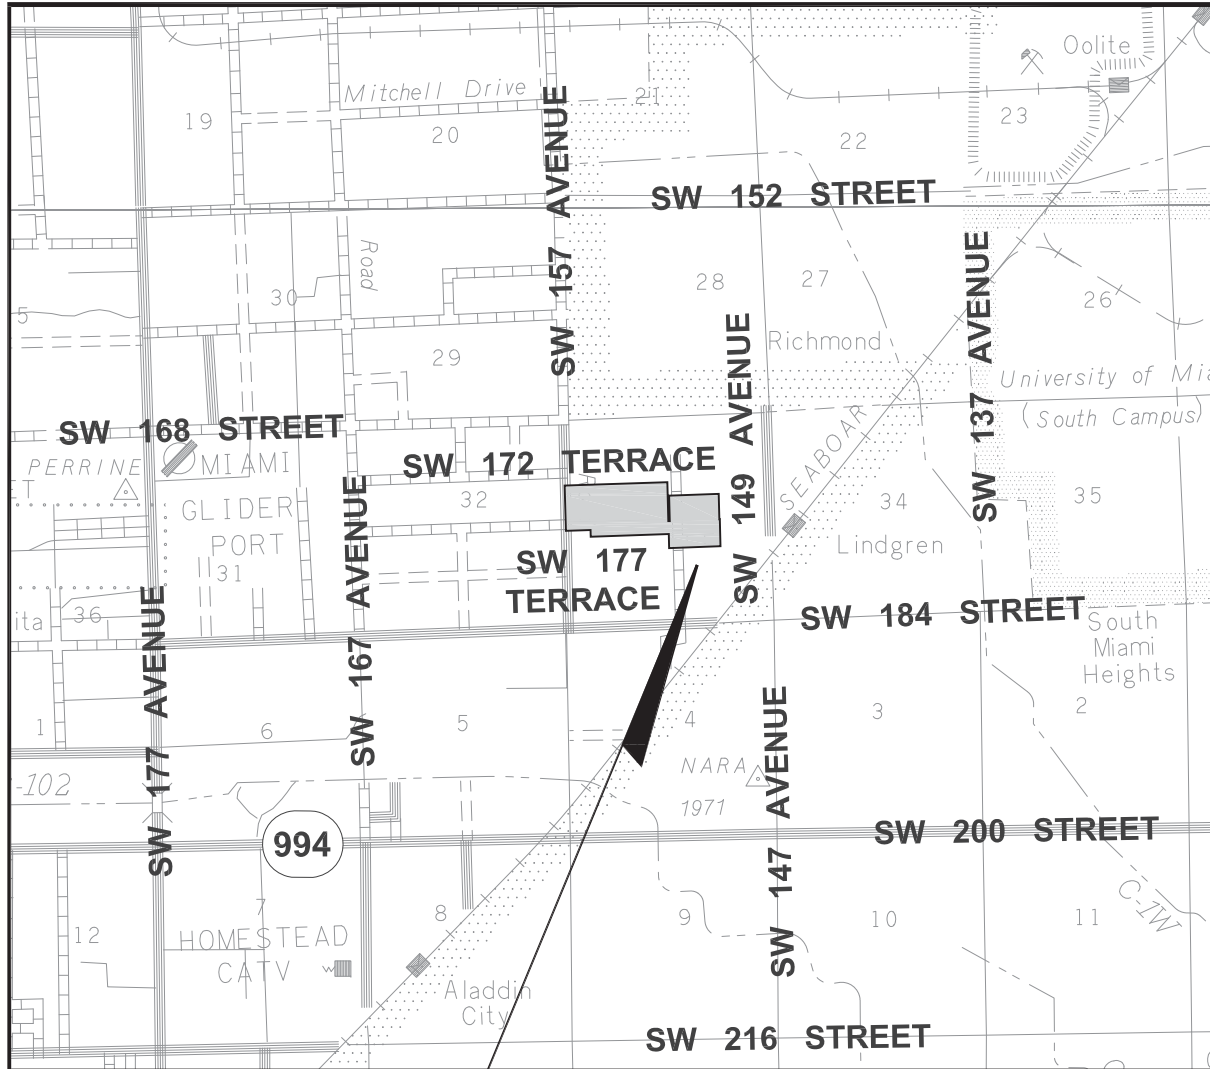 Oolite
Mitchell Drive
21
19
20
22
23
SW 152 STREET
SW 157 AVENUE
Road
30
28
27
26
5
SW 137 AVENUE
Richmond
29
SW 149 AVENUE
University of Mia
(South Campus)
SW 168 STREET
PERRINE
MIAMI
GLIDER
PORT
31
SW 172 TERRACE
SEABOAR
32
34
35
Lindgren
SW 167 AVENUE
SW 177
TERRACE
SW 184 STREET
South
Miami
Heights
ita
36
SW 177 AVENUE
1
6
5
4
3
2
-102
NARA
1971
SW 147 AVENUE
994
SW 200 STREET
C-1W
7
8
9
10
11
12
HOMESTEAD
CATV
Aladdin
City
SW 216 STREET